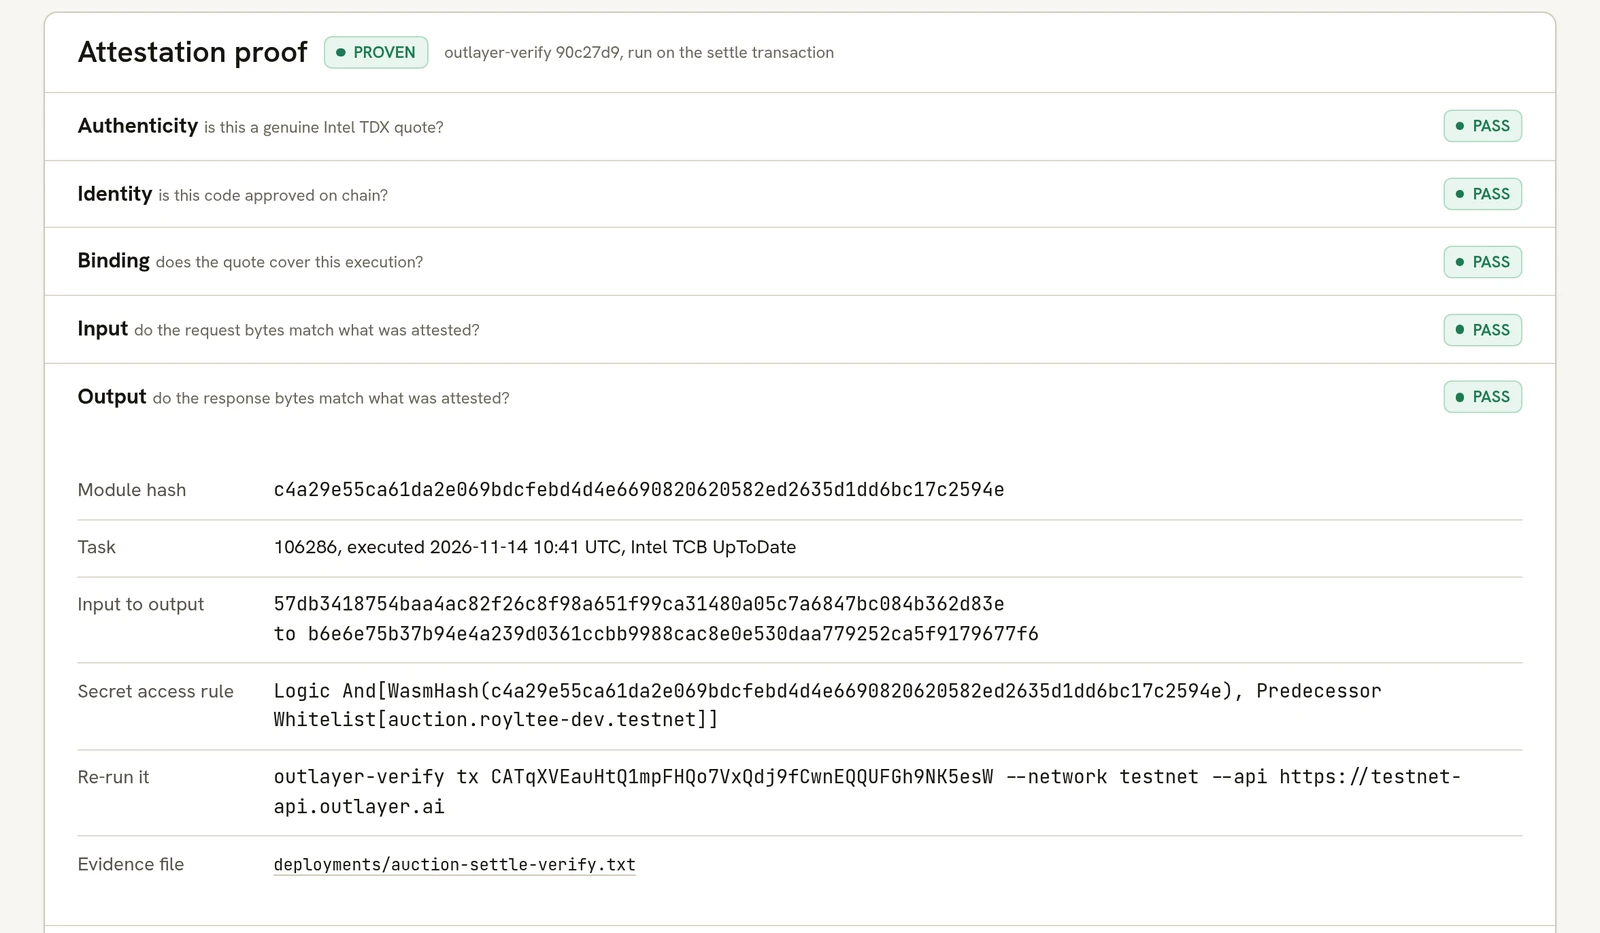 Attestation proof PROVEN outlayer-verify 90c27d9, run on the settle transaction
Authenticity is this a genuine Intel TDX quote? PASS
Identity is this code approved on chain? PASS
Binding does the quote cover this execution? PASS
Input do the request bytes match what was attested? PASS
Output do the response bytes match what was attested? PASS
Module hash c4a29e55ca61da2e069bdcfebd4d4e6690820620582ed2635d1dd6bc17c2594e
Task 106286, executed 2026-11-14 10:41 UTC, Intel TCB UpToDate
Input to output 57db3418754baa4ac82f26c8f98a651f99ca31480a05c7a6847bc084b362d83e
to b6e6e75b37b94e4a239d0361ccbb9988cac8e0e530daa779252ca5f9179677f6
Secret access rule Logic And[WasmHash(c4a29e55ca61da2e069bdcfebd4d4e6690820620582ed2635d1dd6bc17c2594e), Predecessor
Whitelist[auction.royltee-dev.testnet]]
Re-run it outlayer-verify tx CATqXVEauHtQ1mpFHQo7VxQdj9fCwnEQQUFGh9NK5esW --network testnet --api https://testnet-
api.outlayer.ai
Evidence file deployments/auction-settle-verify.txt